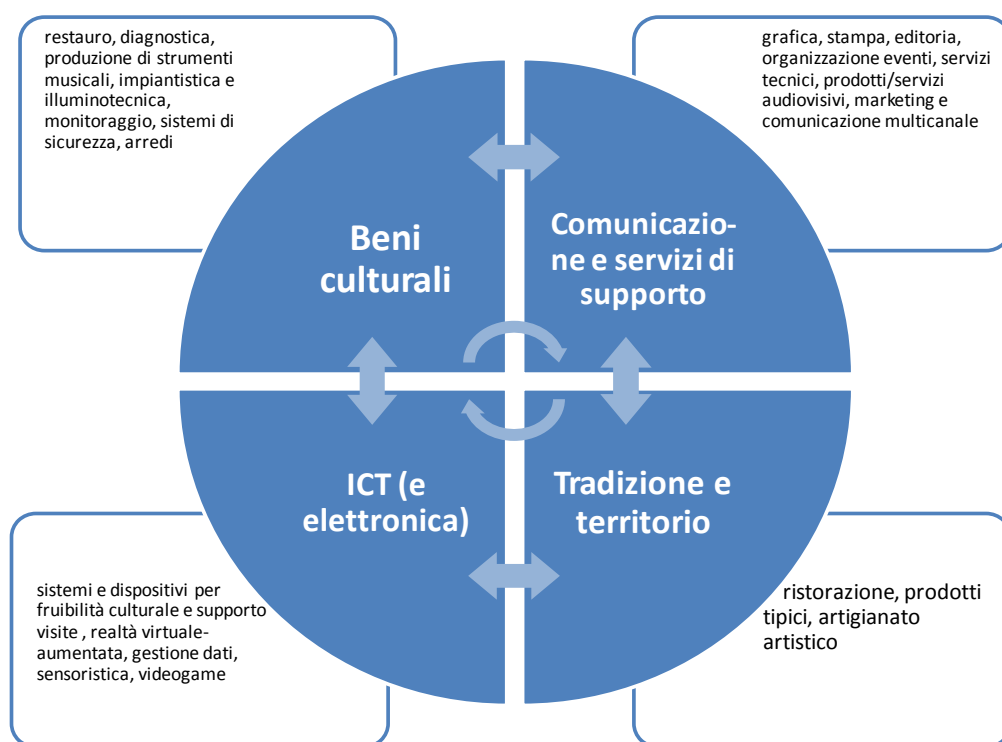 restauro, diagnostica,
produzione di strumenti
musicali, impiantistica e
illuminotecnica,
monitoraggio, sistemi di
sicurezza, arredi
grafica, stampa, editoria,
organizzazione eventi, servizi
tecnici, prodotti/servizi
audiovisivi, marketing e
comunicazione multicanale
Beni
culturali
Comunicazio-
ne e servizi di
supporto
ICT (e
elettronica)
Tradizione e
territorio
sistemi e dispositivi per
fruibilità culturale e supporto
visite , realtà virtuale-
aumentata, gestione dati,
sensoristica, videogame
ristorazione, prodotti
tipici, artigianato
artistico